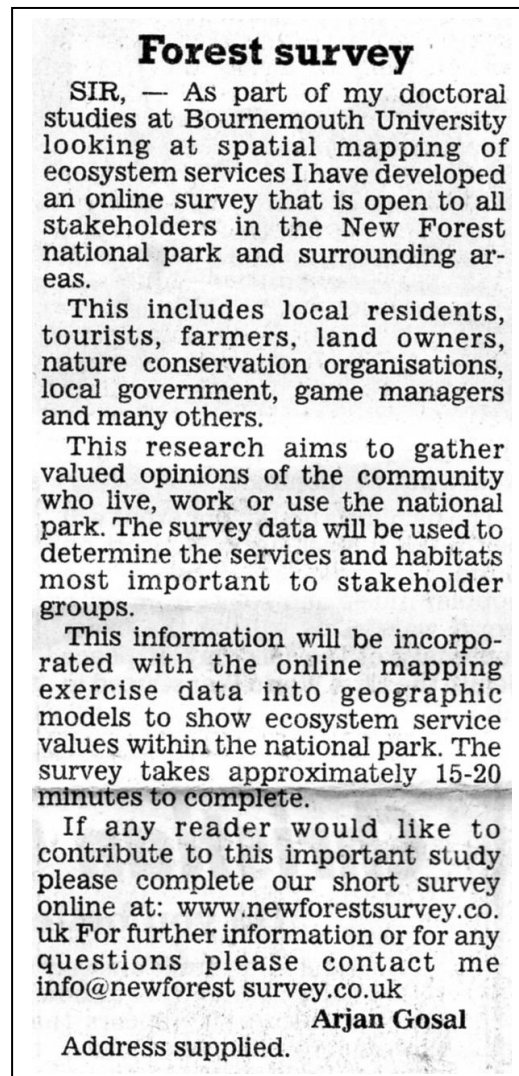 Forest survey
SIR, — As part of my doctoral
studies at Bournemouth University
looking at spatial mapping of
ecosystem services I have developed
an online survey that is open to all
stakeholders in the New Forest
national park and surrounding ar-
eas.
This includes local residents,
tourists, farmers, land owners,
nature conservation organisations,
local government, game managers
and many others.
This research aims to gather
valued opinions of the community
who live, work or use the national
park. The survey data will be used to
determine the services and habitats
most important to stakeholder
groups.
This information will be incorpo-
rated with the online mapping
exercise data into geographic
models to show ecosystem service
values within the national park. The
survey takes approximately 15-20
minutes to complete.
If any reader would like to
contribute to this important study
please complete our short survey
online at: www.newforestsurvey.co.
uk For further information or for any
questions please contact me
info@newforest survey.co.uk
Arjan Gosal
Address supplied.